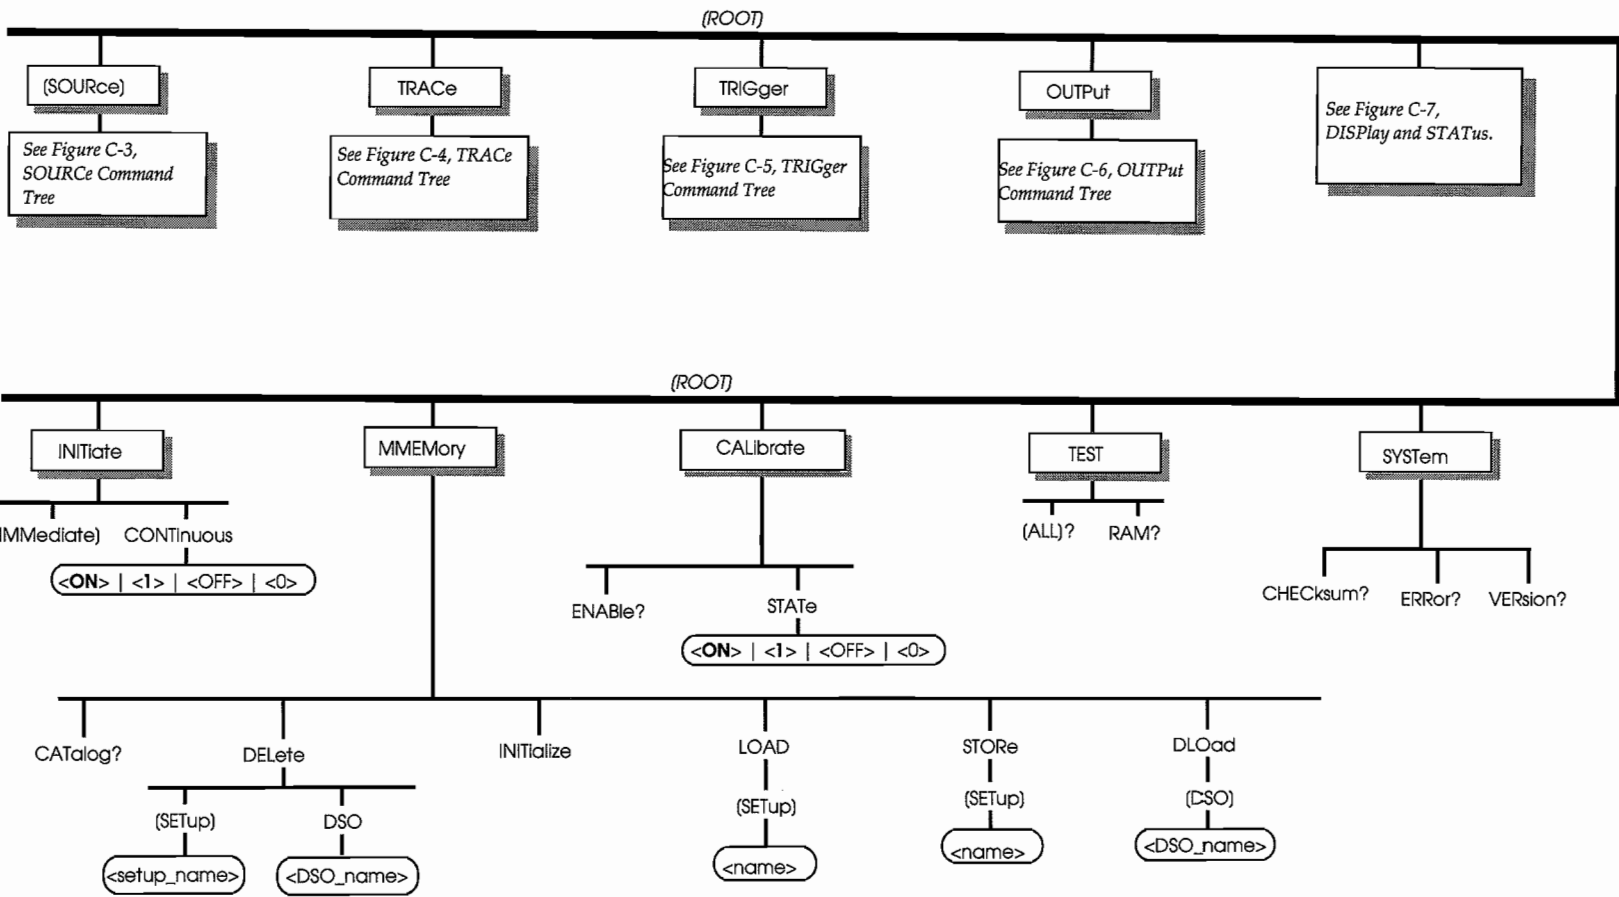 (ROOT)
(SOURce)
TRACe
TRIGger
OUTPut
See Figure C-7,
DISPlay and STATus.
See Figure C-3,
SOURCe Command
Tree
See Figure C-4, TRACe
Command Tree
See Figure C-5, TRIGger
Command Tree
See Figure C-6, OUTPut
Command Tree
(ROOT)
INITiate
MMEMory
CALibrate
TEST
SYSTem
IMMediate)
CONTinuous
<ON> | <1> | <OFF> | <0>
ENABle?
STATe
<ON> | <1> | <OFF> | <0>
(ALL)?
RAM?
CHECksum?
ERRor?
VERsion?
CATalog?
DELete
INITialize
LOAD
STORe
DLOad
(SETup)
DSO
(SETup)
(SETup)
(DSO)
<setup_name>
<DSO_name>
<name>
<name>
<DSO_name>